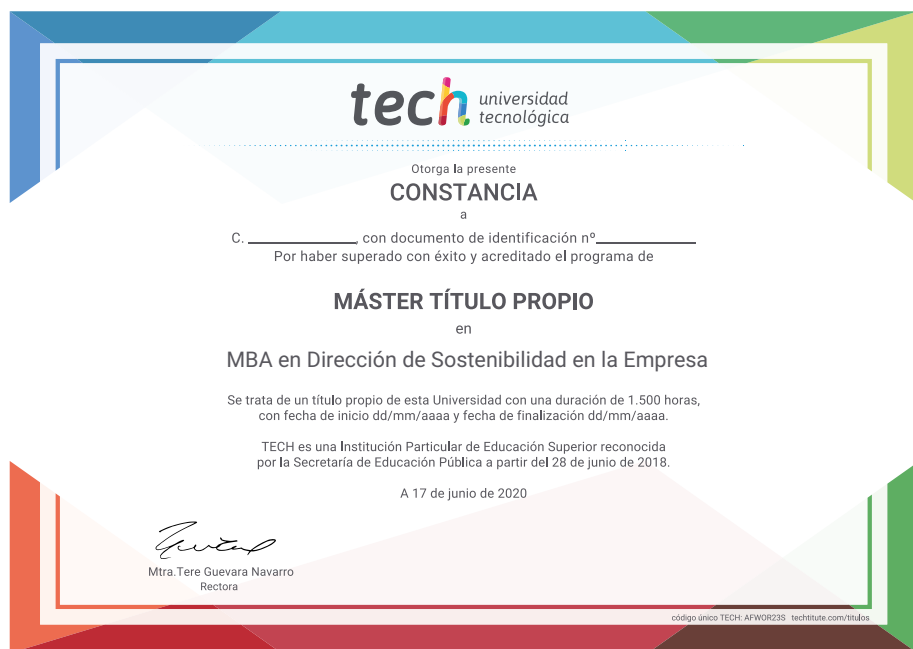 tech universidad
tecnológica
Otorga la presente
CONSTANCIA
a
C. ____________, con documento de identificación nº___________
Por haber superado con éxito y acreditado el programa de
MÁSTER TÍTULO PROPIO
en
MBA en Dirección de Sostenibilidad en la Empresa
Se trata de un título propio de esta Universidad con una duración de 1.500 horas,
con fecha de inicio dd/mm/aaaa y fecha de finalización dd/mm/aaaa.
TECH es una Institución Particular de Educación Superior reconocida
por la Secretaría de Educación Pública a partir del 28 de junio de 2018.
A 17 de junio de 2020
Mtra.Tere Guevara Navarro
Rectora
código único TECH: AFWOR23S techtitute.com/titulos